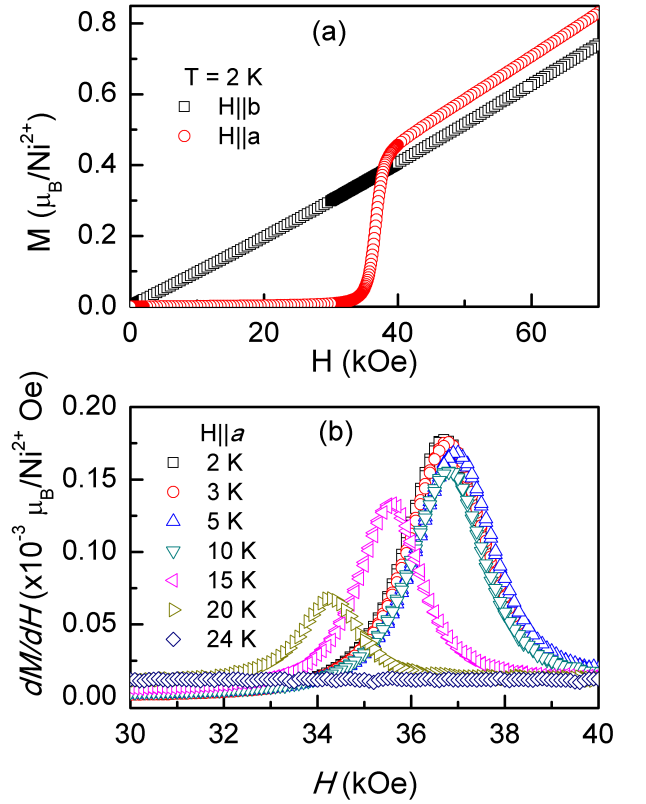 (a)
T = 2 K
H||b
H||a
M (μB/Ni2+)
0.8
0.6
0.4
0.2
0.0
0 20 40 60
H (kOe)
(b)
H||a
2 K
3 K
5 K
10 K
15 K
20 K
24 K
dM/dH (x10-3 μB/Ni2+ Oe)
0.20
0.15
0.10
0.05
0.00
30 32 34 36 38 40
H (kOe)